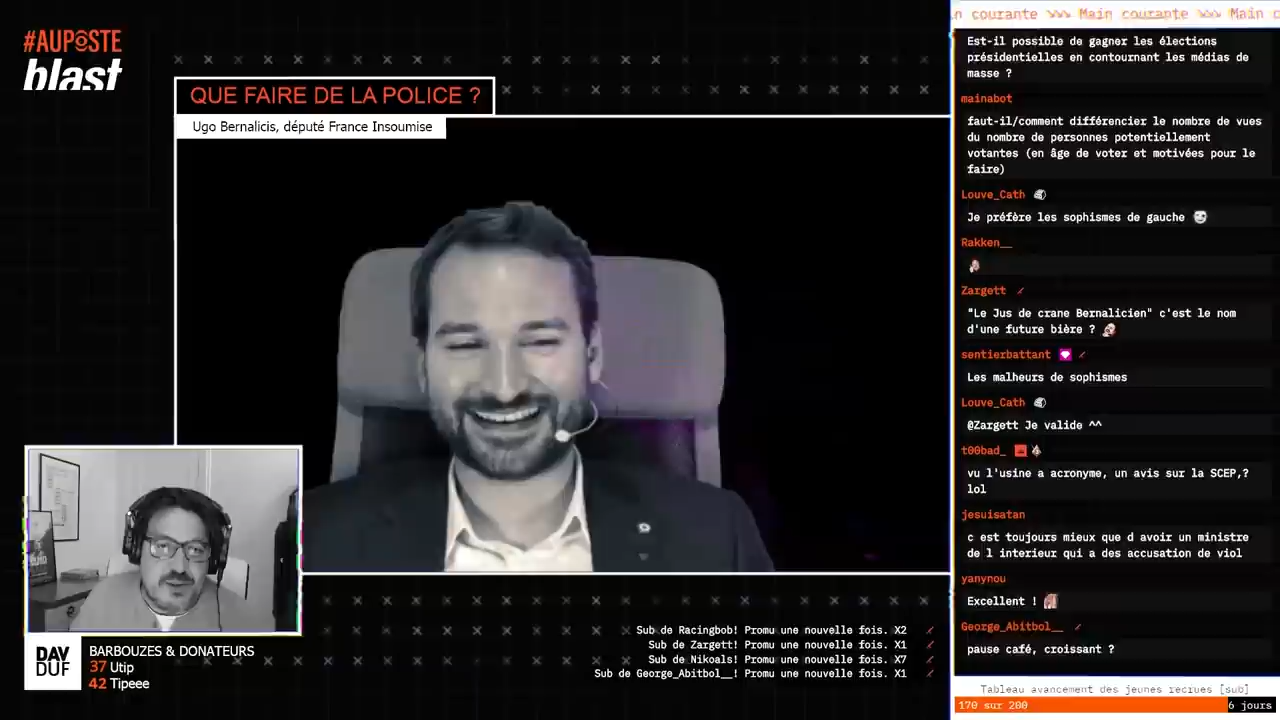 #AUPOSTE
blast
QUE FAIRE DE LA POLICE ?
Ugo Bernalicis, député France Insoumise
DAV
DUF
BARBOUZES & DONATEURS
37 Utip
42 Tipeee
Sub de Racingbob! Promu une nouvelle fois. X2
Sub de Zargett! Promu une nouvelle fois. X1
Sub de Nikoals! Promu une nouvelle fois. X7
Sub de George_Abitbol__! Promu une nouvelle fois. X1
n courante >>> Main courante >>> Main c
Est-il possible de gagner les élections
présidentielles en contournant les médias de
masse ?
mainabot
faut-il/comment différencier le nombre de vues
du nombre de personnes potentiellement
votantes (en âge de voter et motivées pour le
faire)
Louve_Cath
Je préfère les sophismes de gauche
Rakken__
Zargett
"Le Jus de crane Bernalicien" c'est le nom
d'une future bière ?
sentierbattant
Les malheurs de sophismes
Louve_Cath
@Zargett Je valide ^^
t00bad_
vu l'usine a acronyme, un avis sur la SCEP,?
lol
jesuisatan
c est toujours mieux que d avoir un ministre
de l interieur qui a des accusation de viol
yanynou
Excellent !
George_Abitbol__
pause café, croissant ?
Tableau avancement des jeunes recrues [sub]
170 sur 200
6 jours